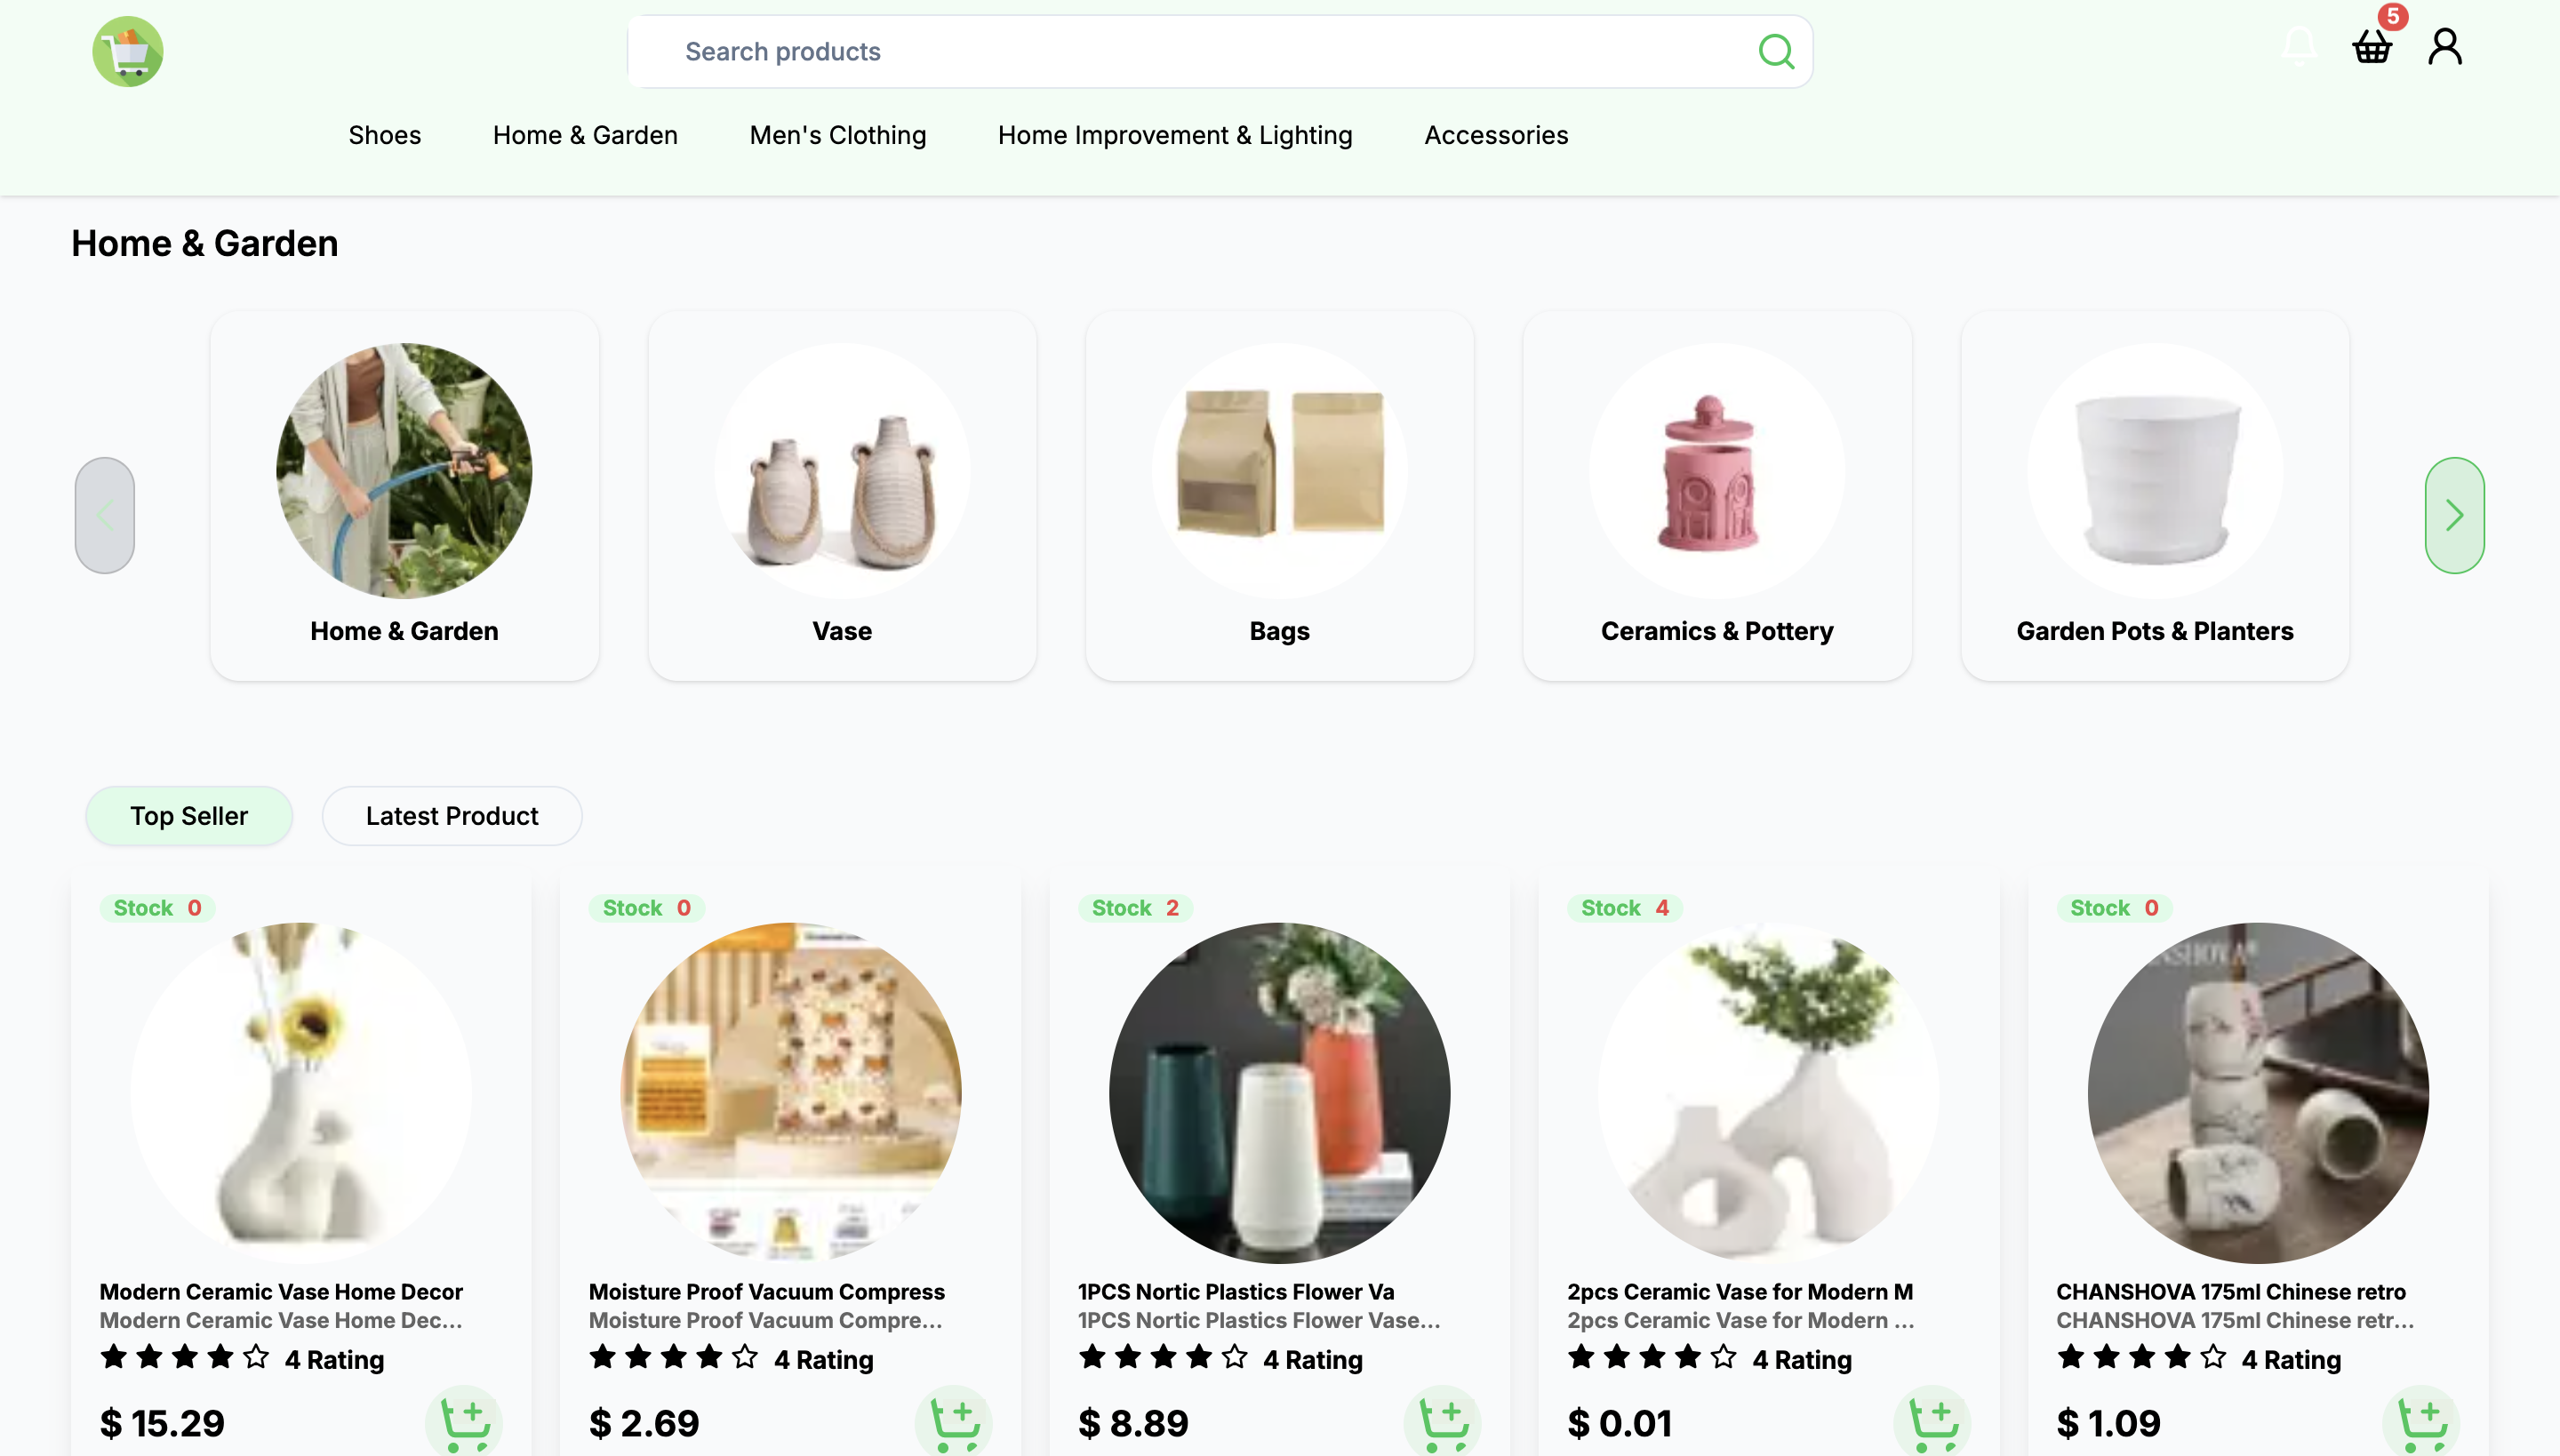 5
Search products
Shoes Home & Garden Men's Clothing Home Improvement & Lighting Accessories
Home & Garden
Home & Garden Vase Bags Ceramics & Pottery Garden Pots & Planters
Top Seller Latest Product
Stock 0 Stock 0 Stock 2 Stock 4 Stock 0
Modern Ceramic Vase Home Decor Moisture Proof Vacuum Compress 1PCS Nortic Plastics Flower Va 2pcs Ceramic Vase for Modern M CHANSHOVA 175ml Chinese retro
Modern Ceramic Vase Home Dec... Moisture Proof Vacuum Compre... 1PCS Nortic Plastics Flower Vase... 2pcs Ceramic Vase for Modern ... CHANSHOVA 175ml Chinese retr...
4 Rating 4 Rating 4 Rating 4 Rating 4 Rating
$ 15.29 $ 2.69 $ 8.89 $ 0.01 $ 1.09